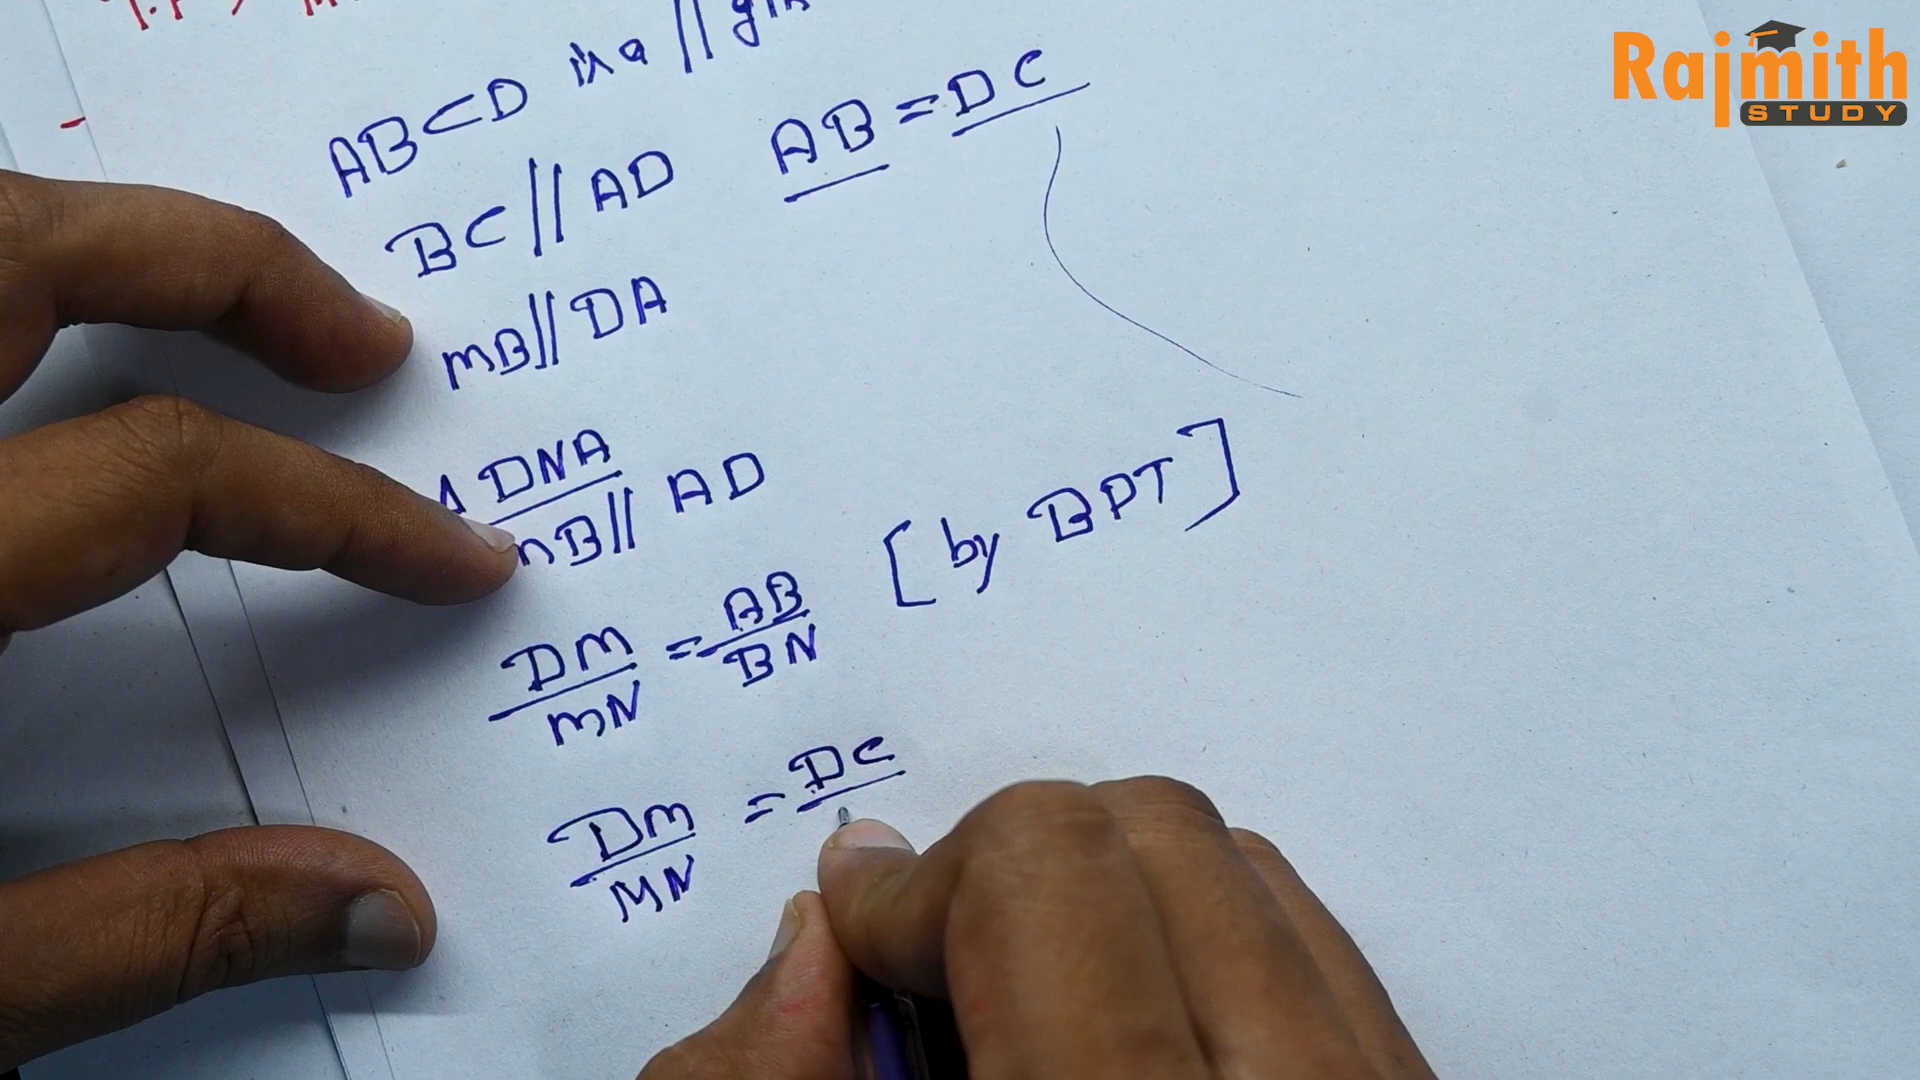 T.P
ABCD is a ||gm
BC || AD AB = DC
mB || DA
DNA
mB || AD
Dm/mN = AB/BN [by BPT]
Dm/MN = DC
Rajmith
STUDY